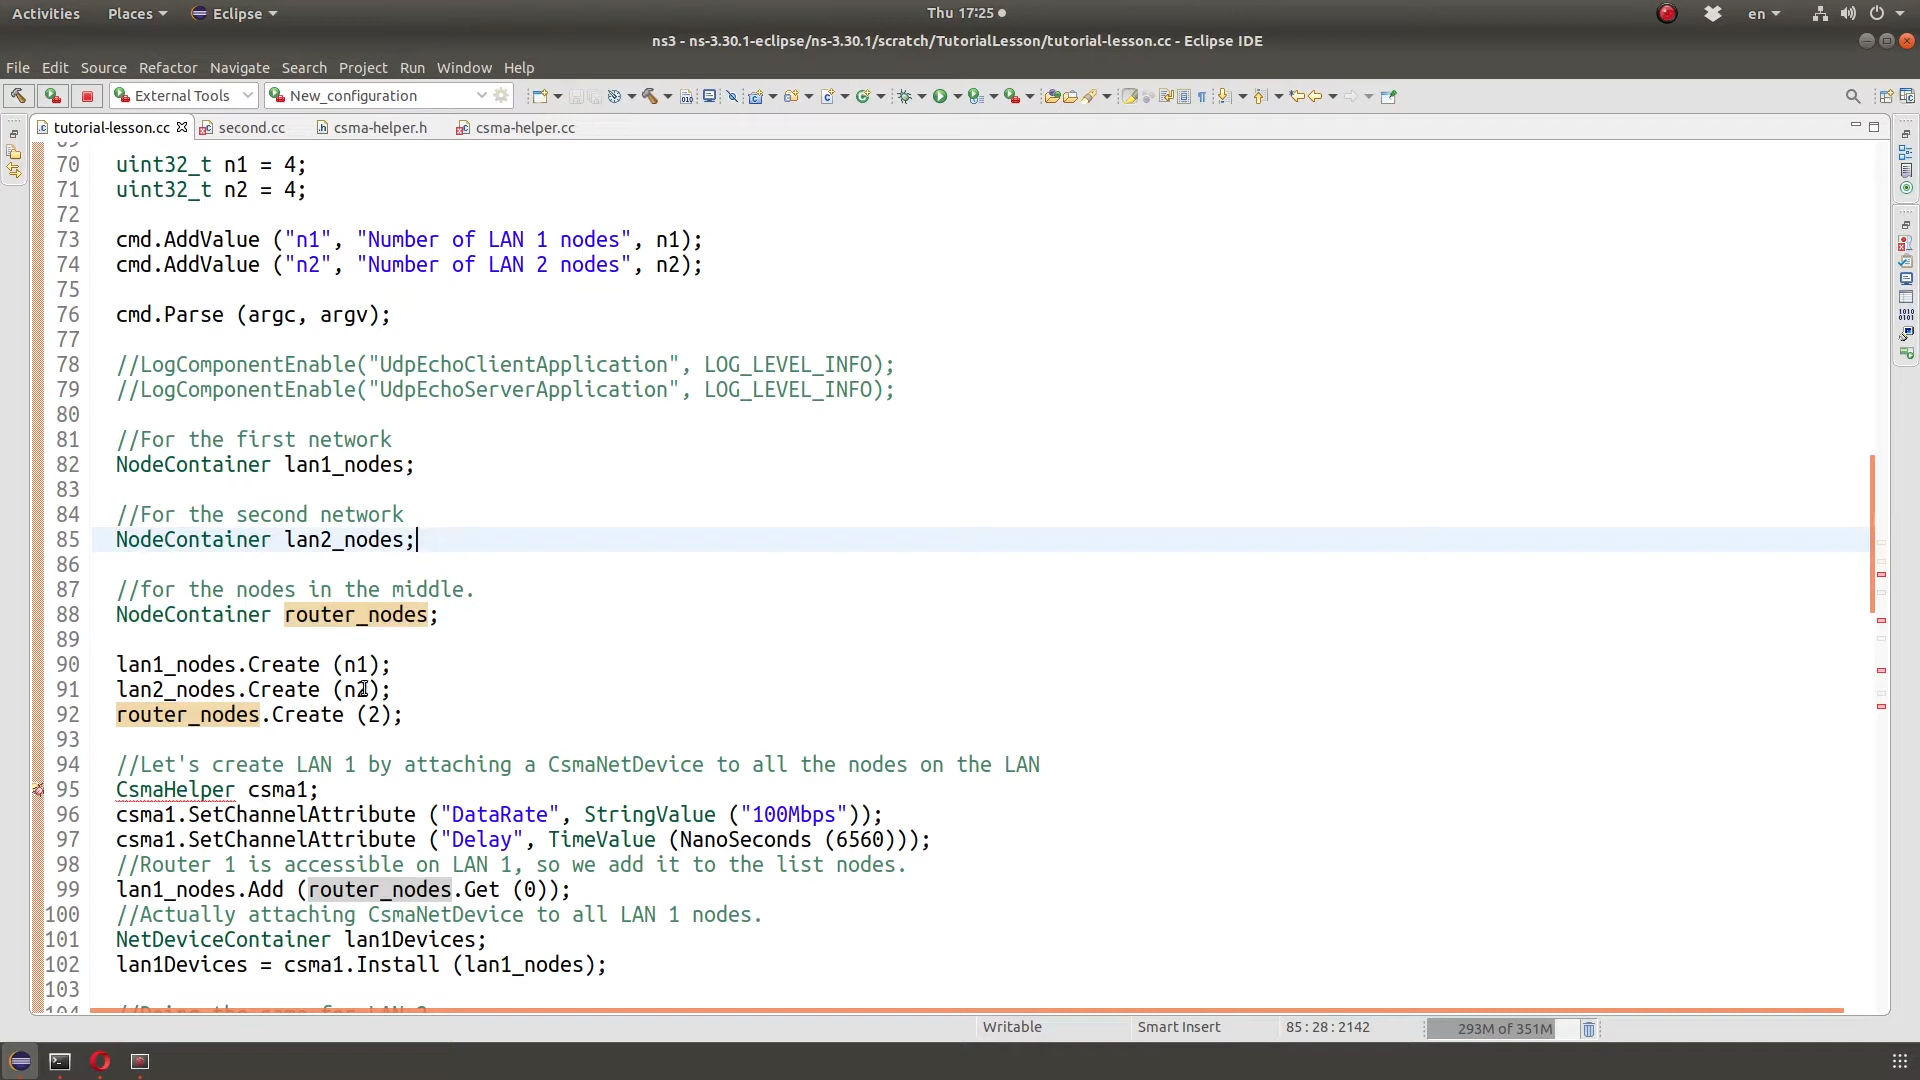 Activities Places Eclipse Thu 17:25 en
ns3 - ns-3.30.1-eclipse/ns-3.30.1/scratch/TutorialLesson/tutorial-lesson.cc - Eclipse IDE
File Edit Source Refactor Navigate Search Project Run Window Help
External Tools New_configuration
tutorial-lesson.cc second.cc csma-helper.h csma-helper.cc
69
70 uint32_t n1 = 4;
71 uint32_t n2 = 4;
72
73 cmd.AddValue ("n1", "Number of LAN 1 nodes", n1);
74 cmd.AddValue ("n2", "Number of LAN 2 nodes", n2);
75
76 cmd.Parse (argc, argv);
77
78 //LogComponentEnable("UdpEchoClientApplication", LOG_LEVEL_INFO);
79 //LogComponentEnable("UdpEchoServerApplication", LOG_LEVEL_INFO);
80
81 //For the first network
82 NodeContainer lan1_nodes;
83
84 //For the second network
85 NodeContainer lan2_nodes;
86
87 //for the nodes in the middle.
88 NodeContainer router_nodes;
89
90 lan1_nodes.Create (n1);
91 lan2_nodes.Create (n2);
92 router_nodes.Create (2);
93
94 //Let's create LAN 1 by attaching a CsmaNetDevice to all the nodes on the LAN
95 CsmaHelper csma1;
96 csma1.SetChannelAttribute ("DataRate", StringValue ("100Mbps"));
97 csma1.SetChannelAttribute ("Delay", TimeValue (NanoSeconds (6560)));
98 //Router 1 is accessible on LAN 1, so we add it to the list nodes.
99 lan1_nodes.Add (router_nodes.Get (0));
100 //Actually attaching CsmaNetDevice to all LAN 1 nodes.
101 NetDeviceContainer lan1Devices;
102 lan1Devices = csma1.Install (lan1_nodes);
103
104 //Doing the same for LAN 2
Writable Smart Insert 85 : 28 : 2142 293M of 351M